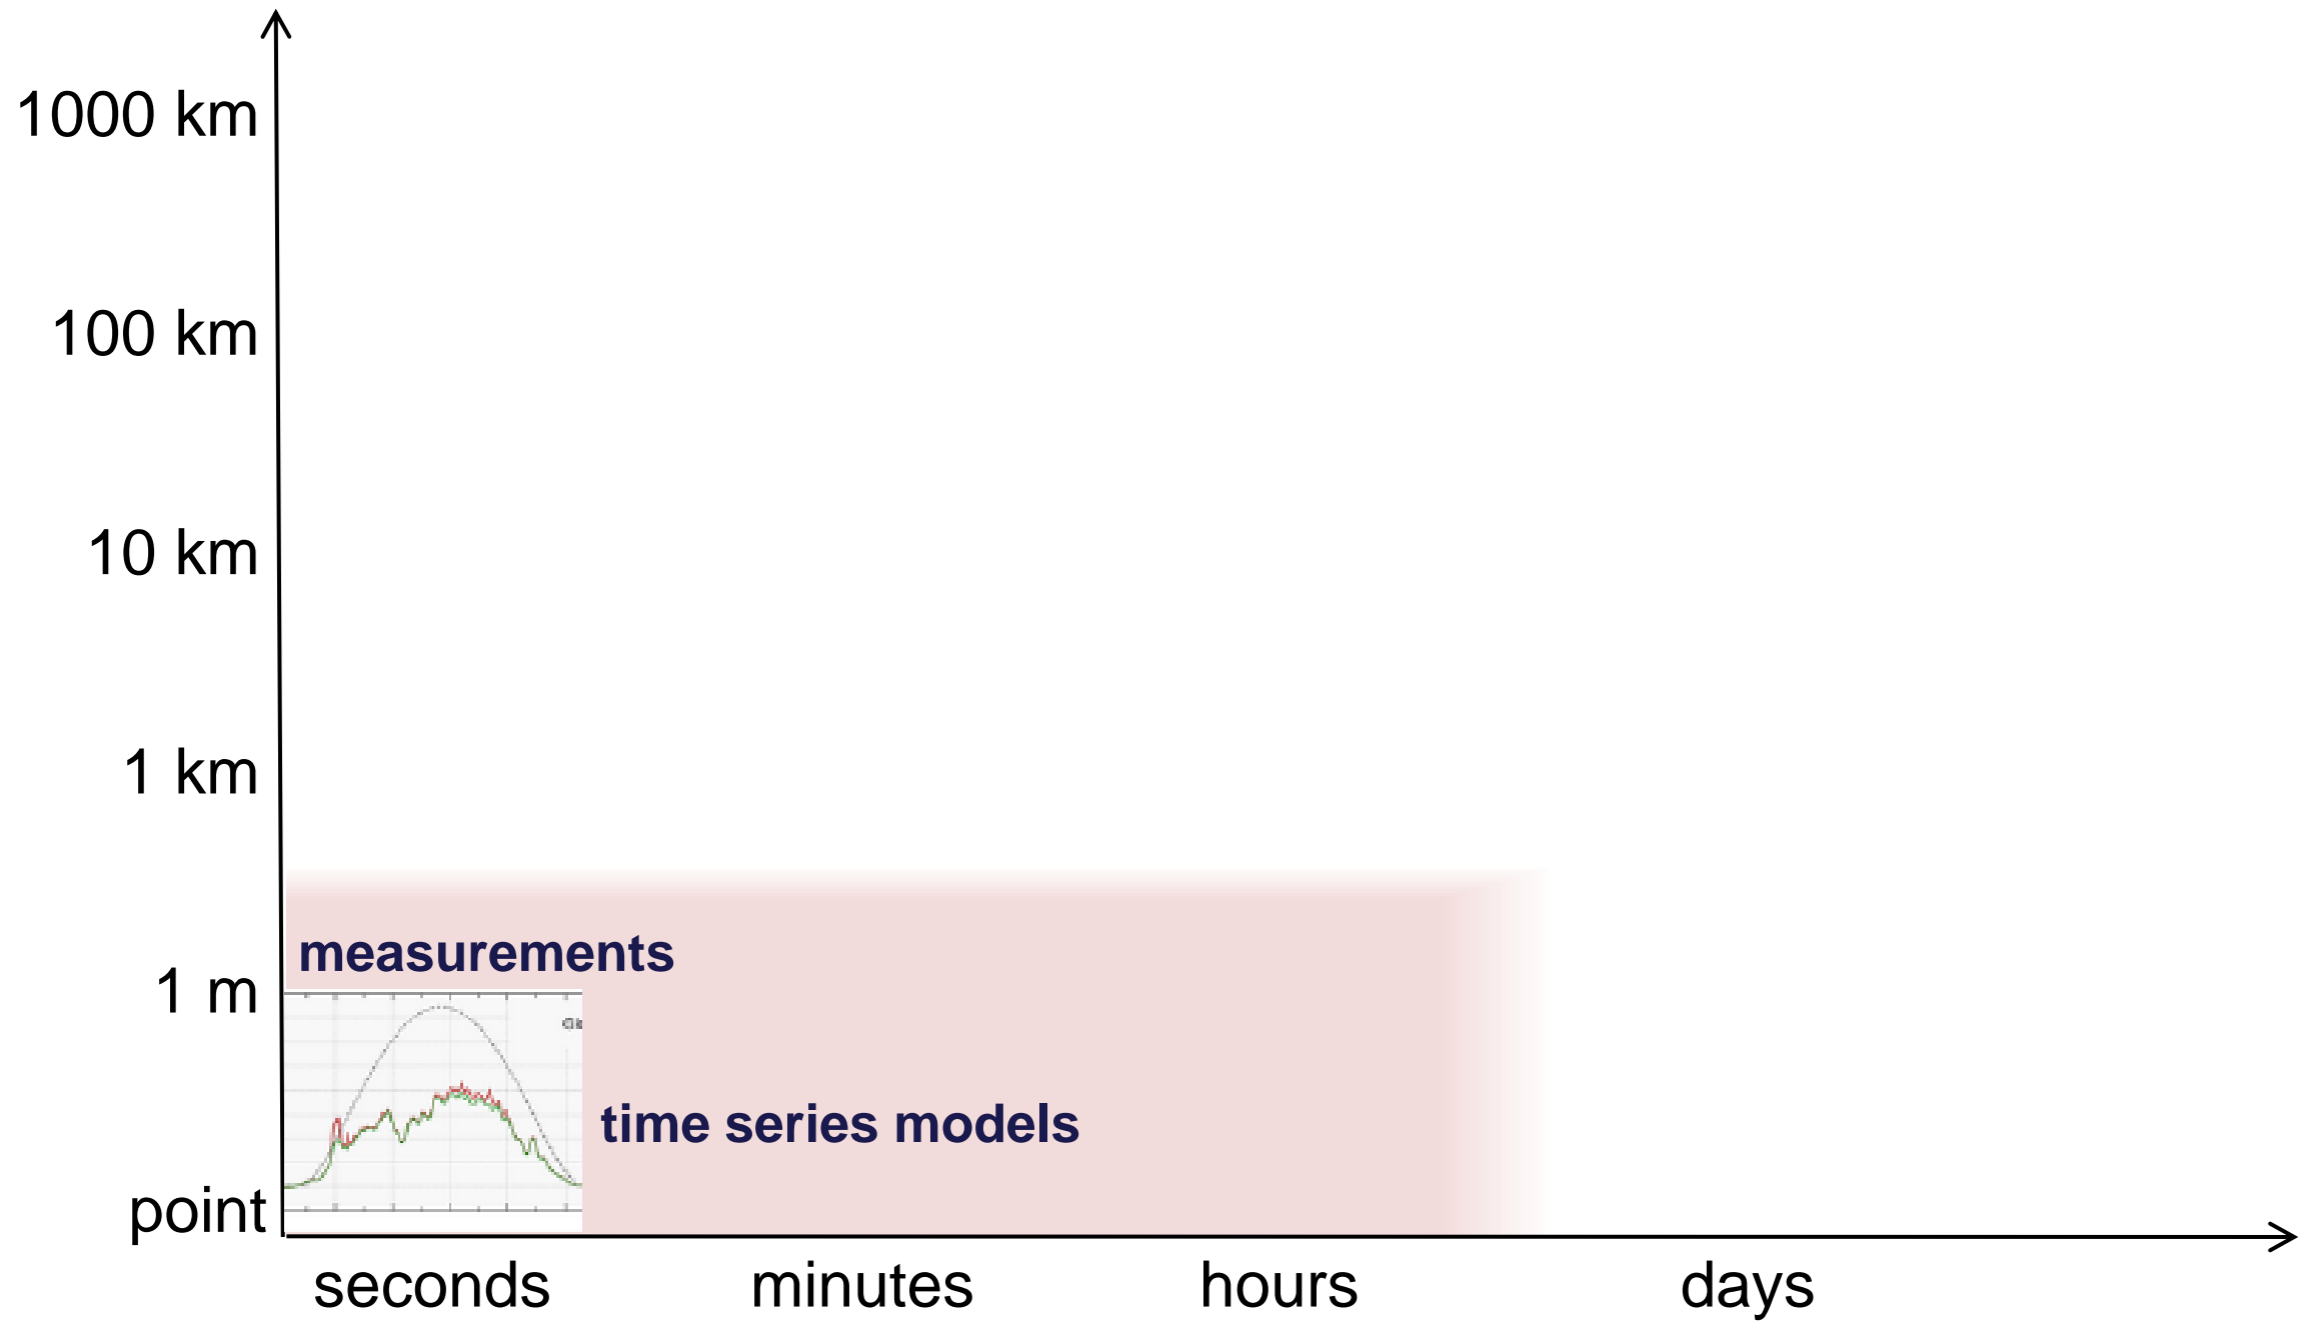 1000 km
100 km
10 km
1 km
measurements
1 m
time series models
point
seconds minutes hours days